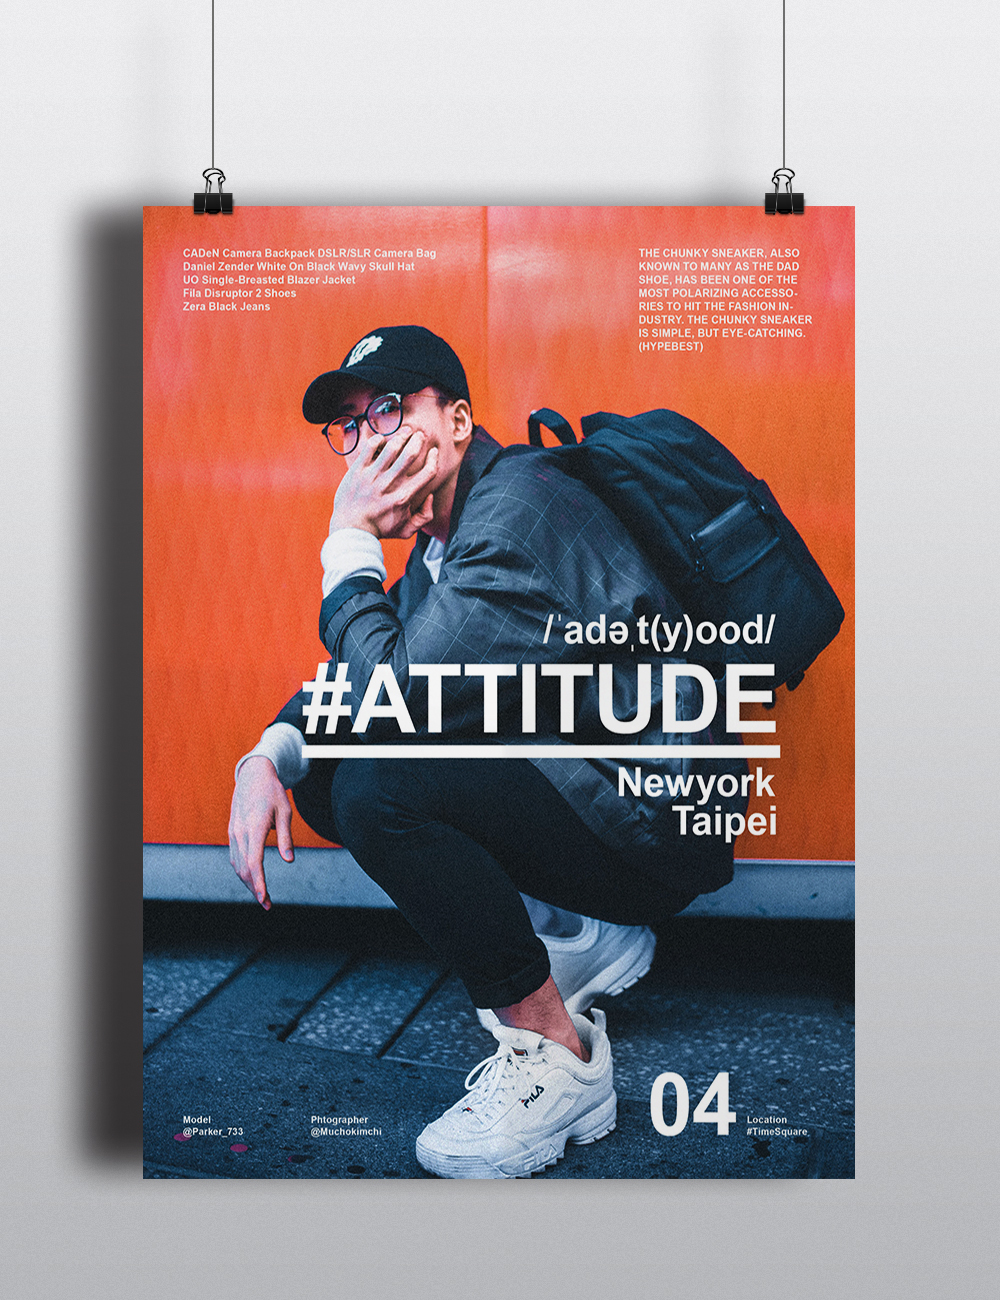 CADeN Camera Backpack DSLR/SLR Camera Bag
Daniel Zender White On Black Wavy Skull Hat
UO Single-Breasted Blazer Jacket
Fila Disruptor 2 Shoes
Zera Black Jeans
THE CHUNKY SNEAKER, ALSO
KNOWN TO MANY AS THE DAD
SHOE, HAS BEEN ONE OF THE
MOST POLARIZING ACCESSO-
RIES TO HIT THE FASHION IN-
DUSTRY. THE CHUNKY SNEAKER
IS SIMPLE, BUT EYE-CATCHING.
(HYPEBEST)
/ˈadəˌt(y)ood/
#ATTITUDE
Newyork
Taipei
FILA
FILA
04
Model
@Parker_733
Phtographer
@Muchokimchi
Location
#TimeSquare